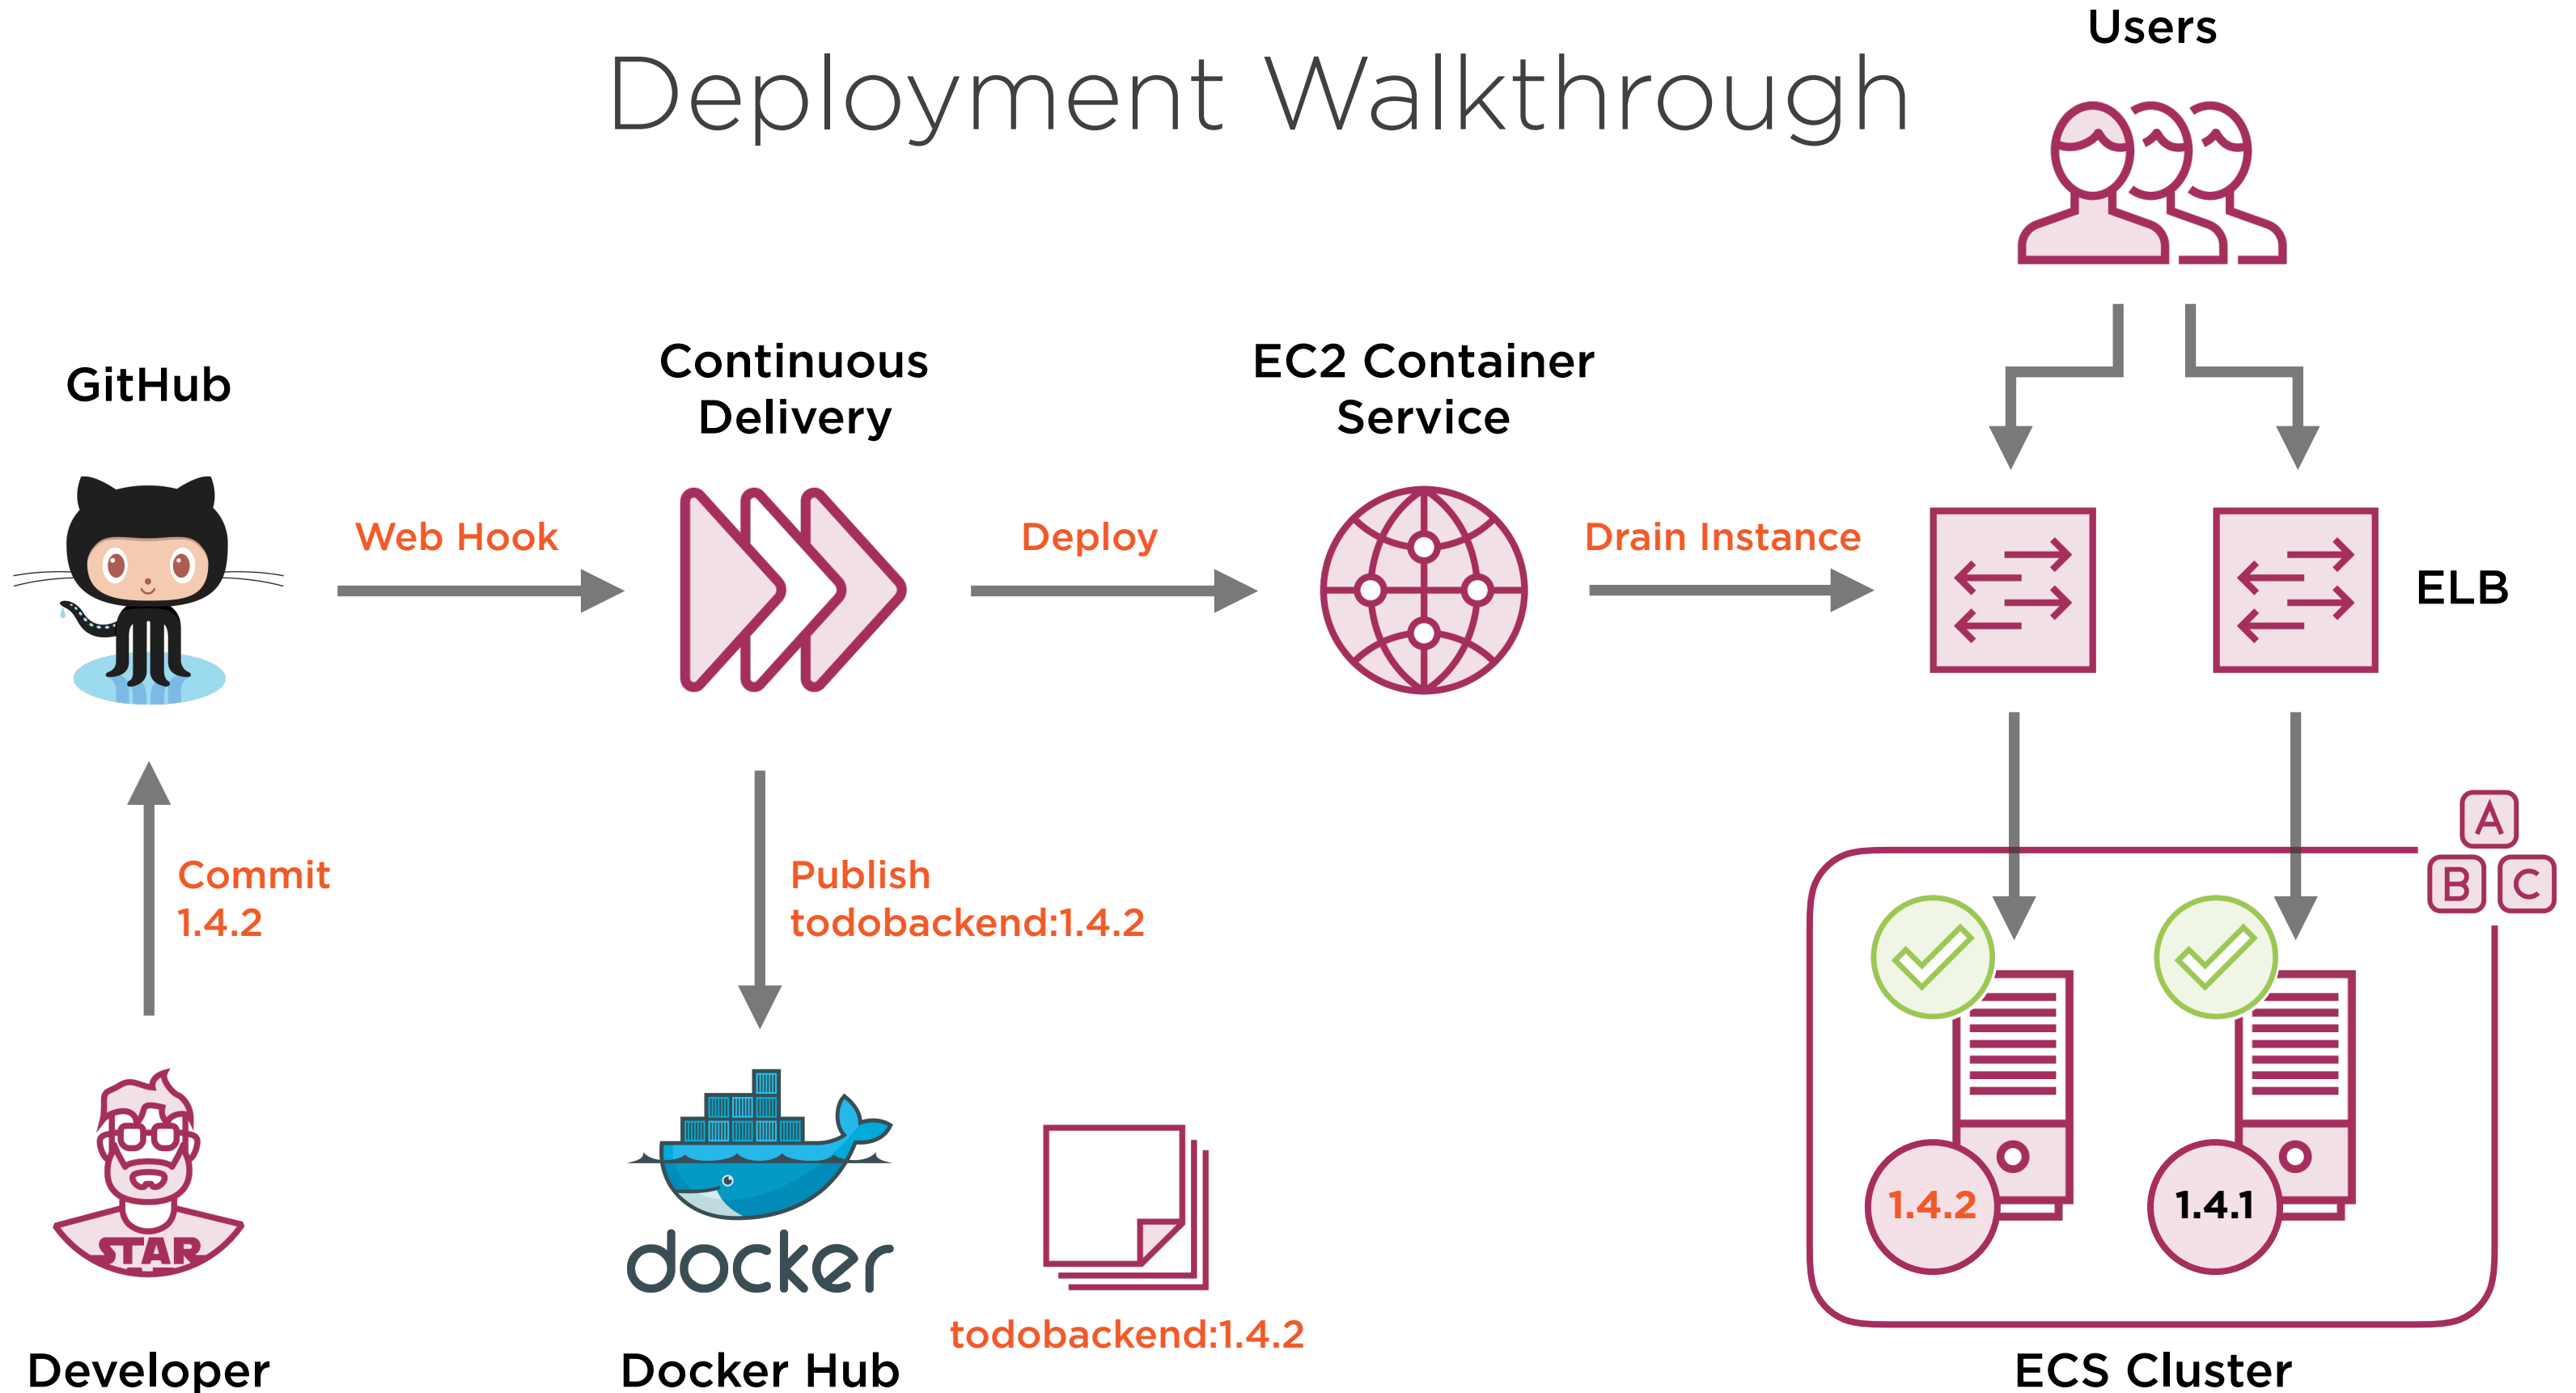 Deployment Walkthrough
Users
GitHub
Continuous
Delivery
EC2 Container
Service
Web Hook
Deploy
Drain Instance
ELB
Commit
1.4.2
Publish
todobackend:1.4.2
A
B
C
STAR
docker
1.4.2
1.4.1
todobackend:1.4.2
Developer
Docker Hub
ECS Cluster